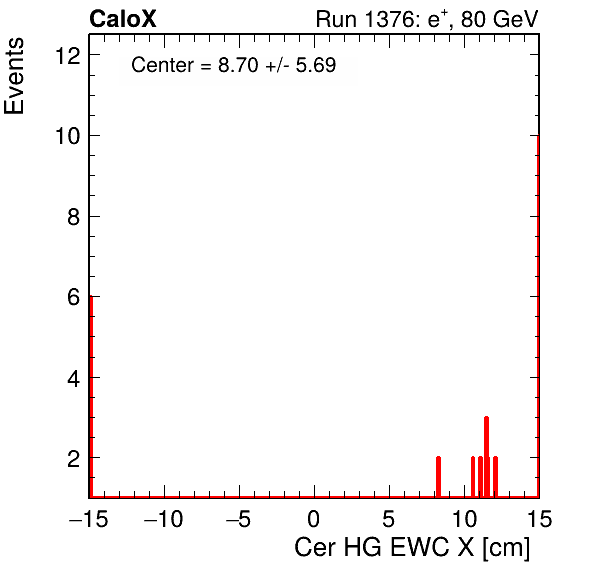 CaloX Run 1376: e⁺, 80 GeV
Center = 8.70 +/- 5.69
Events
12
10
8
6
4
2
−15 −10 −5 0 5 10 15
Cer HG EWC X [cm]